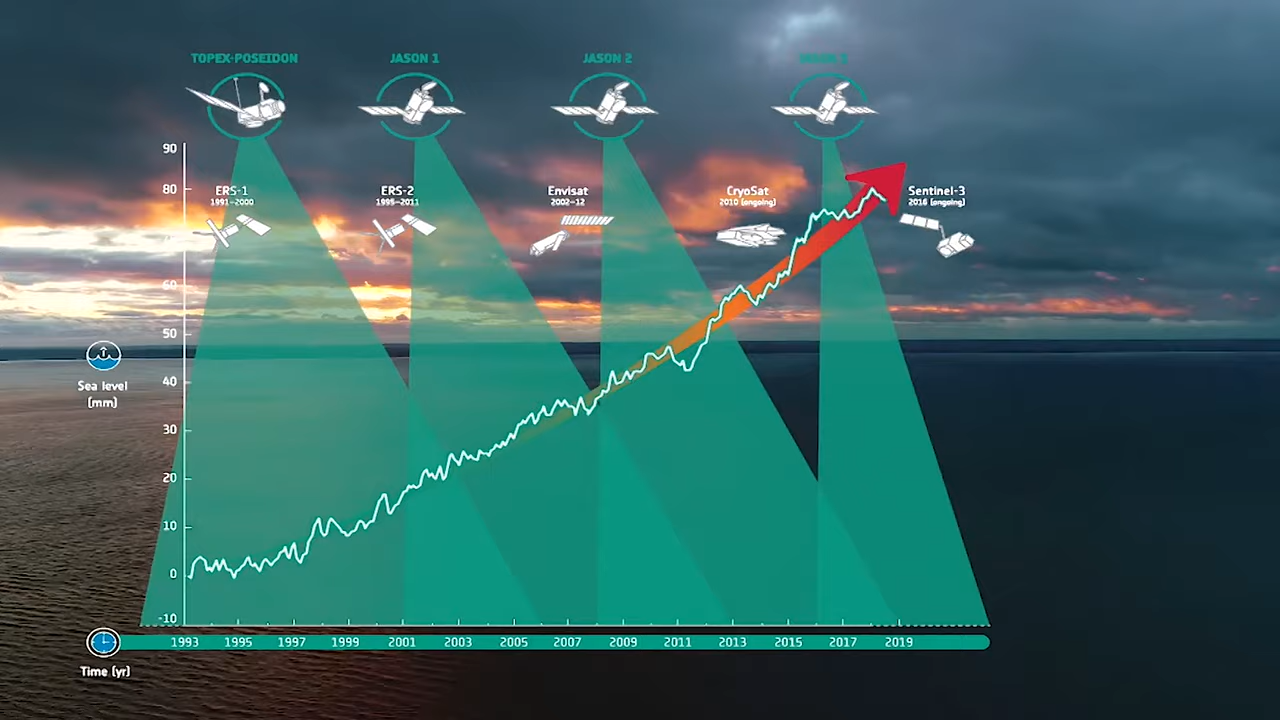 TOPEX-POSEIDON
JASON 1
JASON 2
90
80
ERS-1
1991–2000
ERS-2
1995–2011
Envisat
2002–12
CryoSat
2010 (ongoing)
Sentinel-3
2016 (ongoing)
60
50
40
30
20
10
0
-10
Sea level
(mm)
1993 1995 1997 1999 2001 2003 2005 2007 2009 2011 2013 2015 2017 2019
Time (yr)